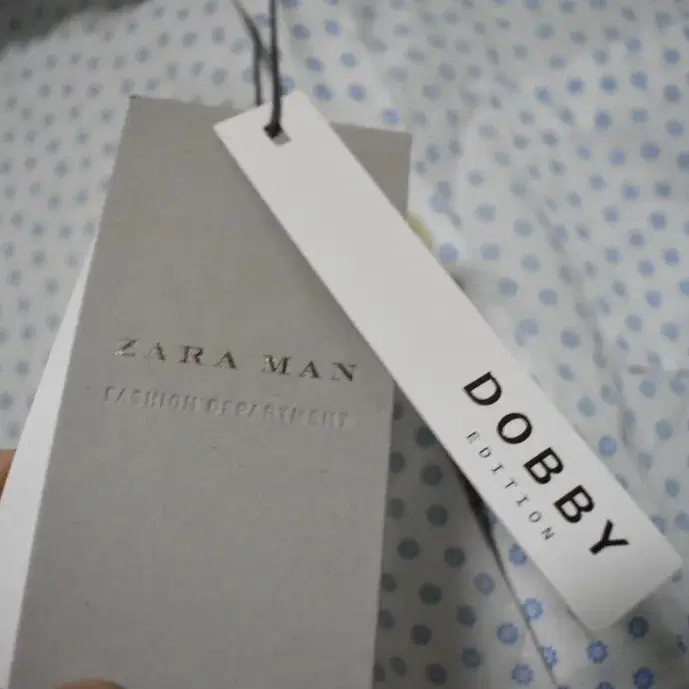 ZARA MAN
FASHION DEPARTMENT
DOBBY
EDITION